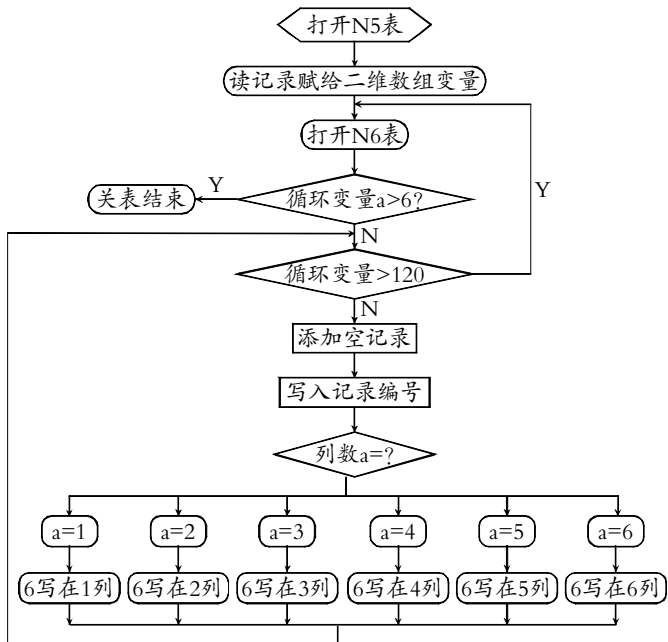 打开N5表
读记录赋给二维数组变量
打开N6表
循环变量a>6?
Y
关表结束
Y
N
循环变量>120
N
添加空记录
写入记录编号
列数a=?
a=1 a=2 a=3 a=4 a=5 a=6
6写在1列 6写在2列 6写在3列 6写在4列 6写在5列 6写在6列